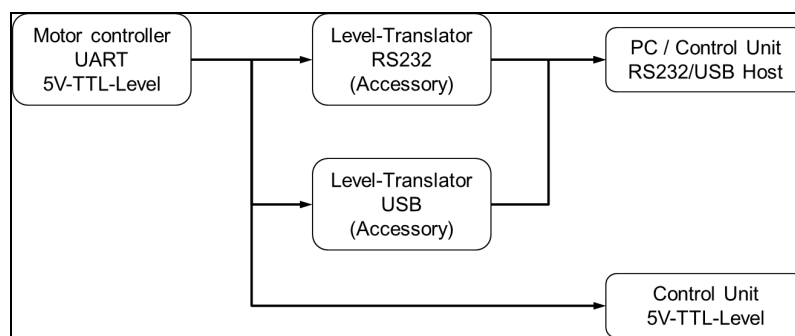 Motor controller
UART
5V-TTL-Level
Level-Translator
RS232
(Accessory)
PC / Control Unit
RS232/USB Host
Level-Translator
USB
(Accessory)
Control Unit
5V-TTL-Level